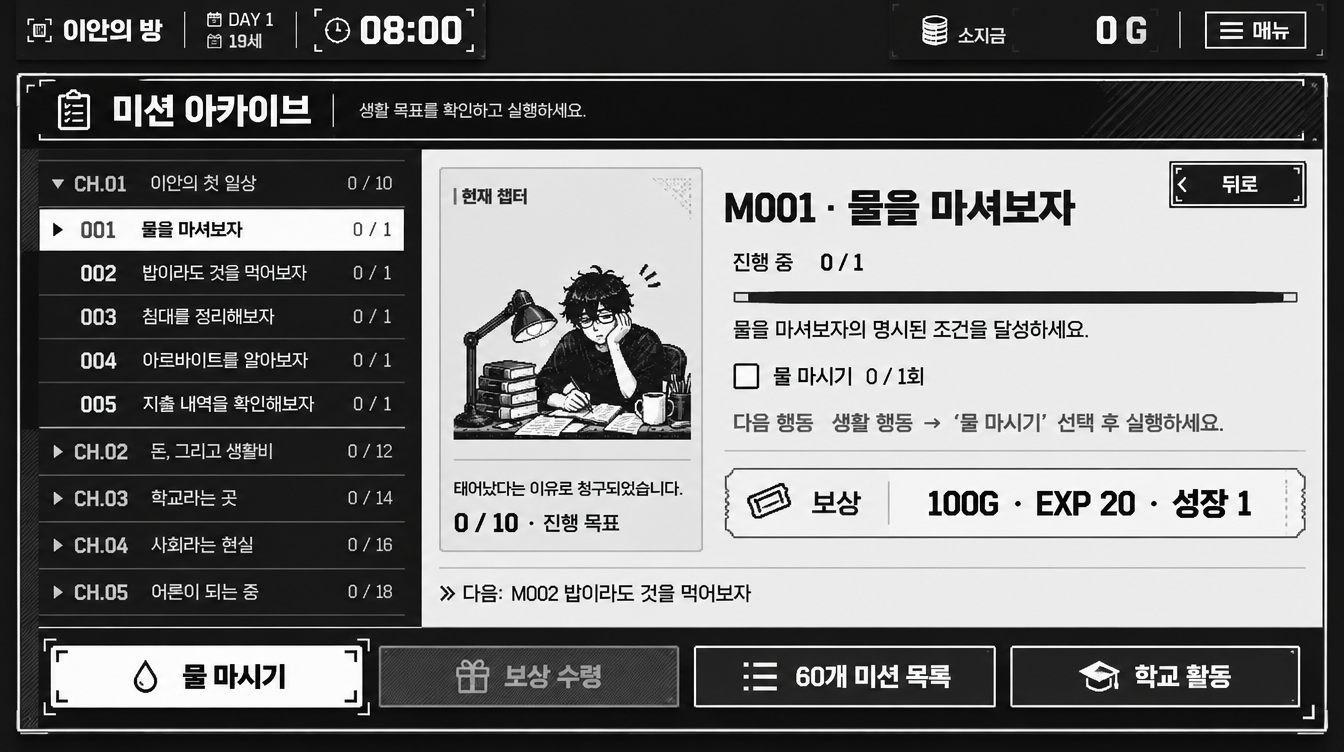 이안의 방
DAY 1
19세
08:00
소지금
0 G
매뉴
미션 아카이브
생활 목표를 확인하고 실행하세요.
CH.01 이안의 첫 일상 0 / 10
001 물을 마셔보자 0 / 1
002 밥이라도 것을 먹어보자 0 / 1
003 침대를 정리해보자 0 / 1
004 아르바이트를 알아보자 0 / 1
005 지출 내역을 확인해보자 0 / 1
CH.02 돈, 그리고 생활비 0 / 12
CH.03 학교라는 곳 0 / 14
CH.04 사회라는 현실 0 / 16
CH.05 어론이 되는 중 0 / 18
현재 챕터
태어났다는 이유로 청구되었습니다.
0 / 10 · 진행 목표
뒤로
M001 · 물을 마셔보자
진행 중 0 / 1
물을 마셔보자의 명시된 조건을 달성하세요.
물 마시기 0 / 1회
다음 행동 생활 행동 → ‘물 마시기’ 선택 후 실행하세요.
보상
100G · EXP 20 · 성장 1
» 다음: M002 밥이라도 것을 먹어보자
물 마시기
보상 수령
60개 미션 목록
학교 활동